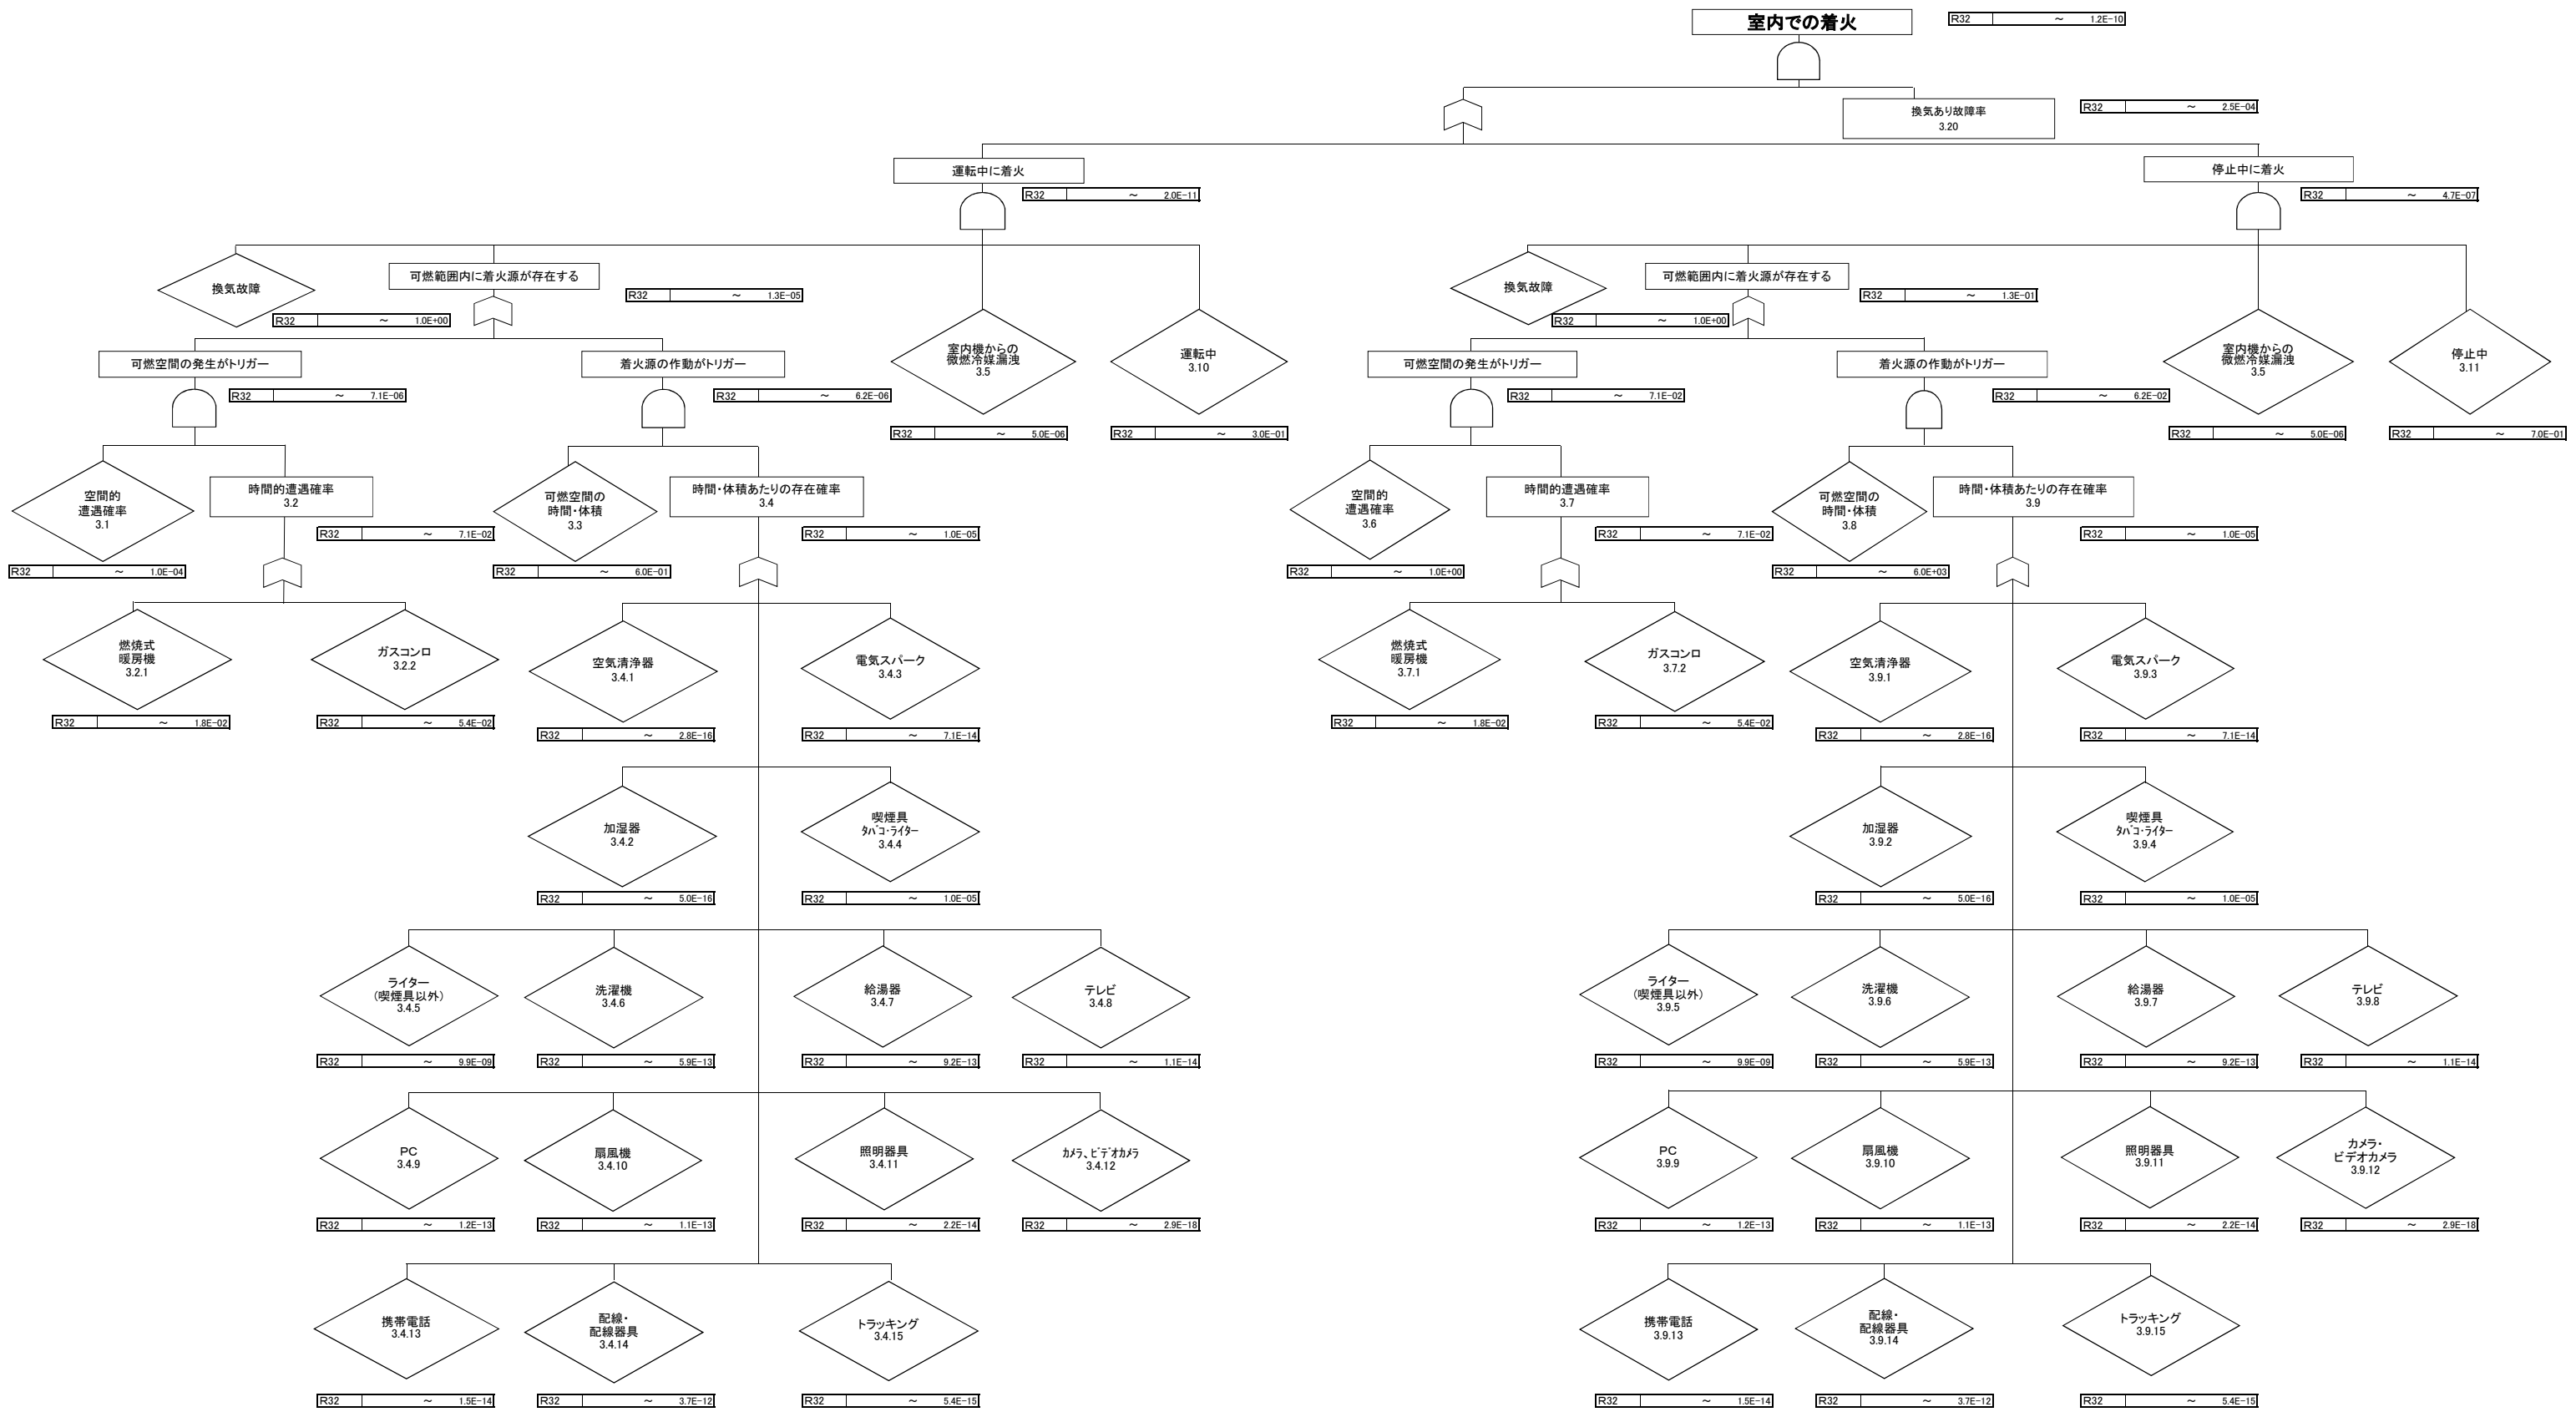 室内での着火
R32 ～ 1.2E-10
換気あり故障率
3.20
R32 ～ 2.5E-04
運転中に着火
R32 ～ 2.0E-11
停止中に着火
R32 ～ 4.7E-07
換気故障
R32 ～ 1.0E+00
可燃範囲内に着火源が存在する
R32 ～ 1.3E-05
室内機からの
微燃冷媒漏洩
3.5
R32 ～ 5.0E-06
運転中
3.10
R32 ～ 3.0E-01
可燃空間の発生がトリガー
R32 ～ 7.1E-06
着火源の作動がトリガー
R32 ～ 6.2E-06
空間的
遭遇確率
3.1
R32 ～ 1.0E-04
時間的遭遇確率
3.2
R32 ～ 7.1E-02
可燃空間の
時間・体積
3.3
R32 ～ 6.0E-01
時間・体積あたりの存在確率
3.4
R32 ～ 1.0E-05
燃焼式
暖房機
3.2.1
R32 ～ 1.8E-02
ガスコンロ
3.2.2
R32 ～ 5.4E-02
空気清浄器
3.4.1
R32 ～ 2.8E-16
電気スパーク
3.4.3
R32 ～ 7.1E-14
加湿器
3.4.2
R32 ～ 5.0E-16
喫煙具
ﾀﾊﾞｺ・ﾗｲﾀｰ
3.4.4
R32 ～ 1.0E-05
ライター
(喫煙具以外)
3.4.5
R32 ～ 9.9E-09
洗濯機
3.4.6
R32 ～ 5.9E-13
給湯器
3.4.7
R32 ～ 9.2E-13
テレビ
3.4.8
R32 ～ 1.1E-14
PC
3.4.9
R32 ～ 1.2E-13
扇風機
3.4.10
R32 ～ 1.1E-13
照明器具
3.4.11
R32 ～ 2.2E-14
ｶﾒﾗ、ﾋﾞﾃﾞｵｶﾒﾗ
3.4.12
R32 ～ 2.9E-18
携帯電話
3.4.13
R32 ～ 1.5E-14
配線・
配線器具
3.4.14
R32 ～ 3.7E-12
トラッキング
3.4.15
R32 ～ 5.4E-15
換気故障
R32 ～ 1.0E+00
可燃範囲内に着火源が存在する
R32 ～ 1.3E-01
室内機からの
微燃冷媒漏洩
3.5
R32 ～ 5.0E-06
停止中
3.11
R32 ～ 7.0E-01
可燃空間の発生がトリガー
R32 ～ 7.1E-02
着火源の作動がトリガー
R32 ～ 6.2E-02
空間的
遭遇確率
3.6
R32 ～ 1.0E+00
時間的遭遇確率
3.7
R32 ～ 7.1E-02
可燃空間の
時間・体積
3.8
R32 ～ 6.0E+03
時間・体積あたりの存在確率
3.9
R32 ～ 1.0E-05
燃焼式
暖房機
3.7.1
R32 ～ 1.8E-02
ガスコンロ
3.7.2
R32 ～ 5.4E-02
空気清浄器
3.9.1
R32 ～ 2.8E-16
電気スパーク
3.9.3
R32 ～ 7.1E-14
加湿器
3.9.2
R32 ～ 5.0E-16
喫煙具
ﾀﾊﾞｺ・ﾗｲﾀｰ
3.9.4
R32 ～ 1.0E-05
ライター
(喫煙具以外)
3.9.5
R32 ～ 9.9E-09
洗濯機
3.9.6
R32 ～ 5.9E-13
給湯器
3.9.7
R32 ～ 9.2E-13
テレビ
3.9.8
R32 ～ 1.1E-14
PC
3.9.9
R32 ～ 1.2E-13
扇風機
3.9.10
R32 ～ 1.1E-13
照明器具
3.9.11
R32 ～ 2.2E-14
カメラ・
ビデオカメラ
3.9.12
R32 ～ 2.9E-18
携帯電話
3.9.13
R32 ～ 1.5E-14
配線・
配線器具
3.9.14
R32 ～ 3.7E-12
トラッキング
3.9.15
R32 ～ 5.4E-15